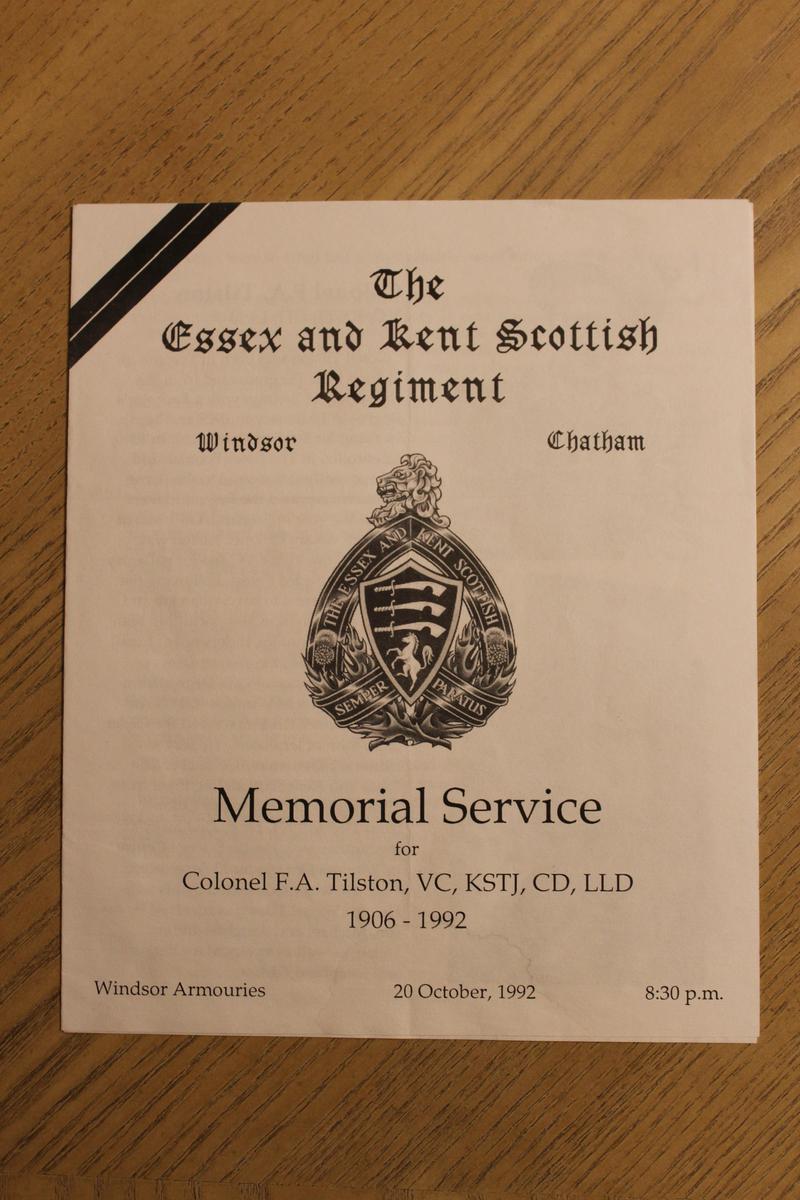 The
Essex and Kent Scottish
Regiment
Windsor
Chatham
THE ESSEX AND KENT SCOTTISH
SEMPER PARATUS
Memorial Service
for
Colonel F.A. Tilston, VC, KSTJ, CD, LLD
1906 - 1992
Windsor Armouries 20 October, 1992 8:30 p.m.